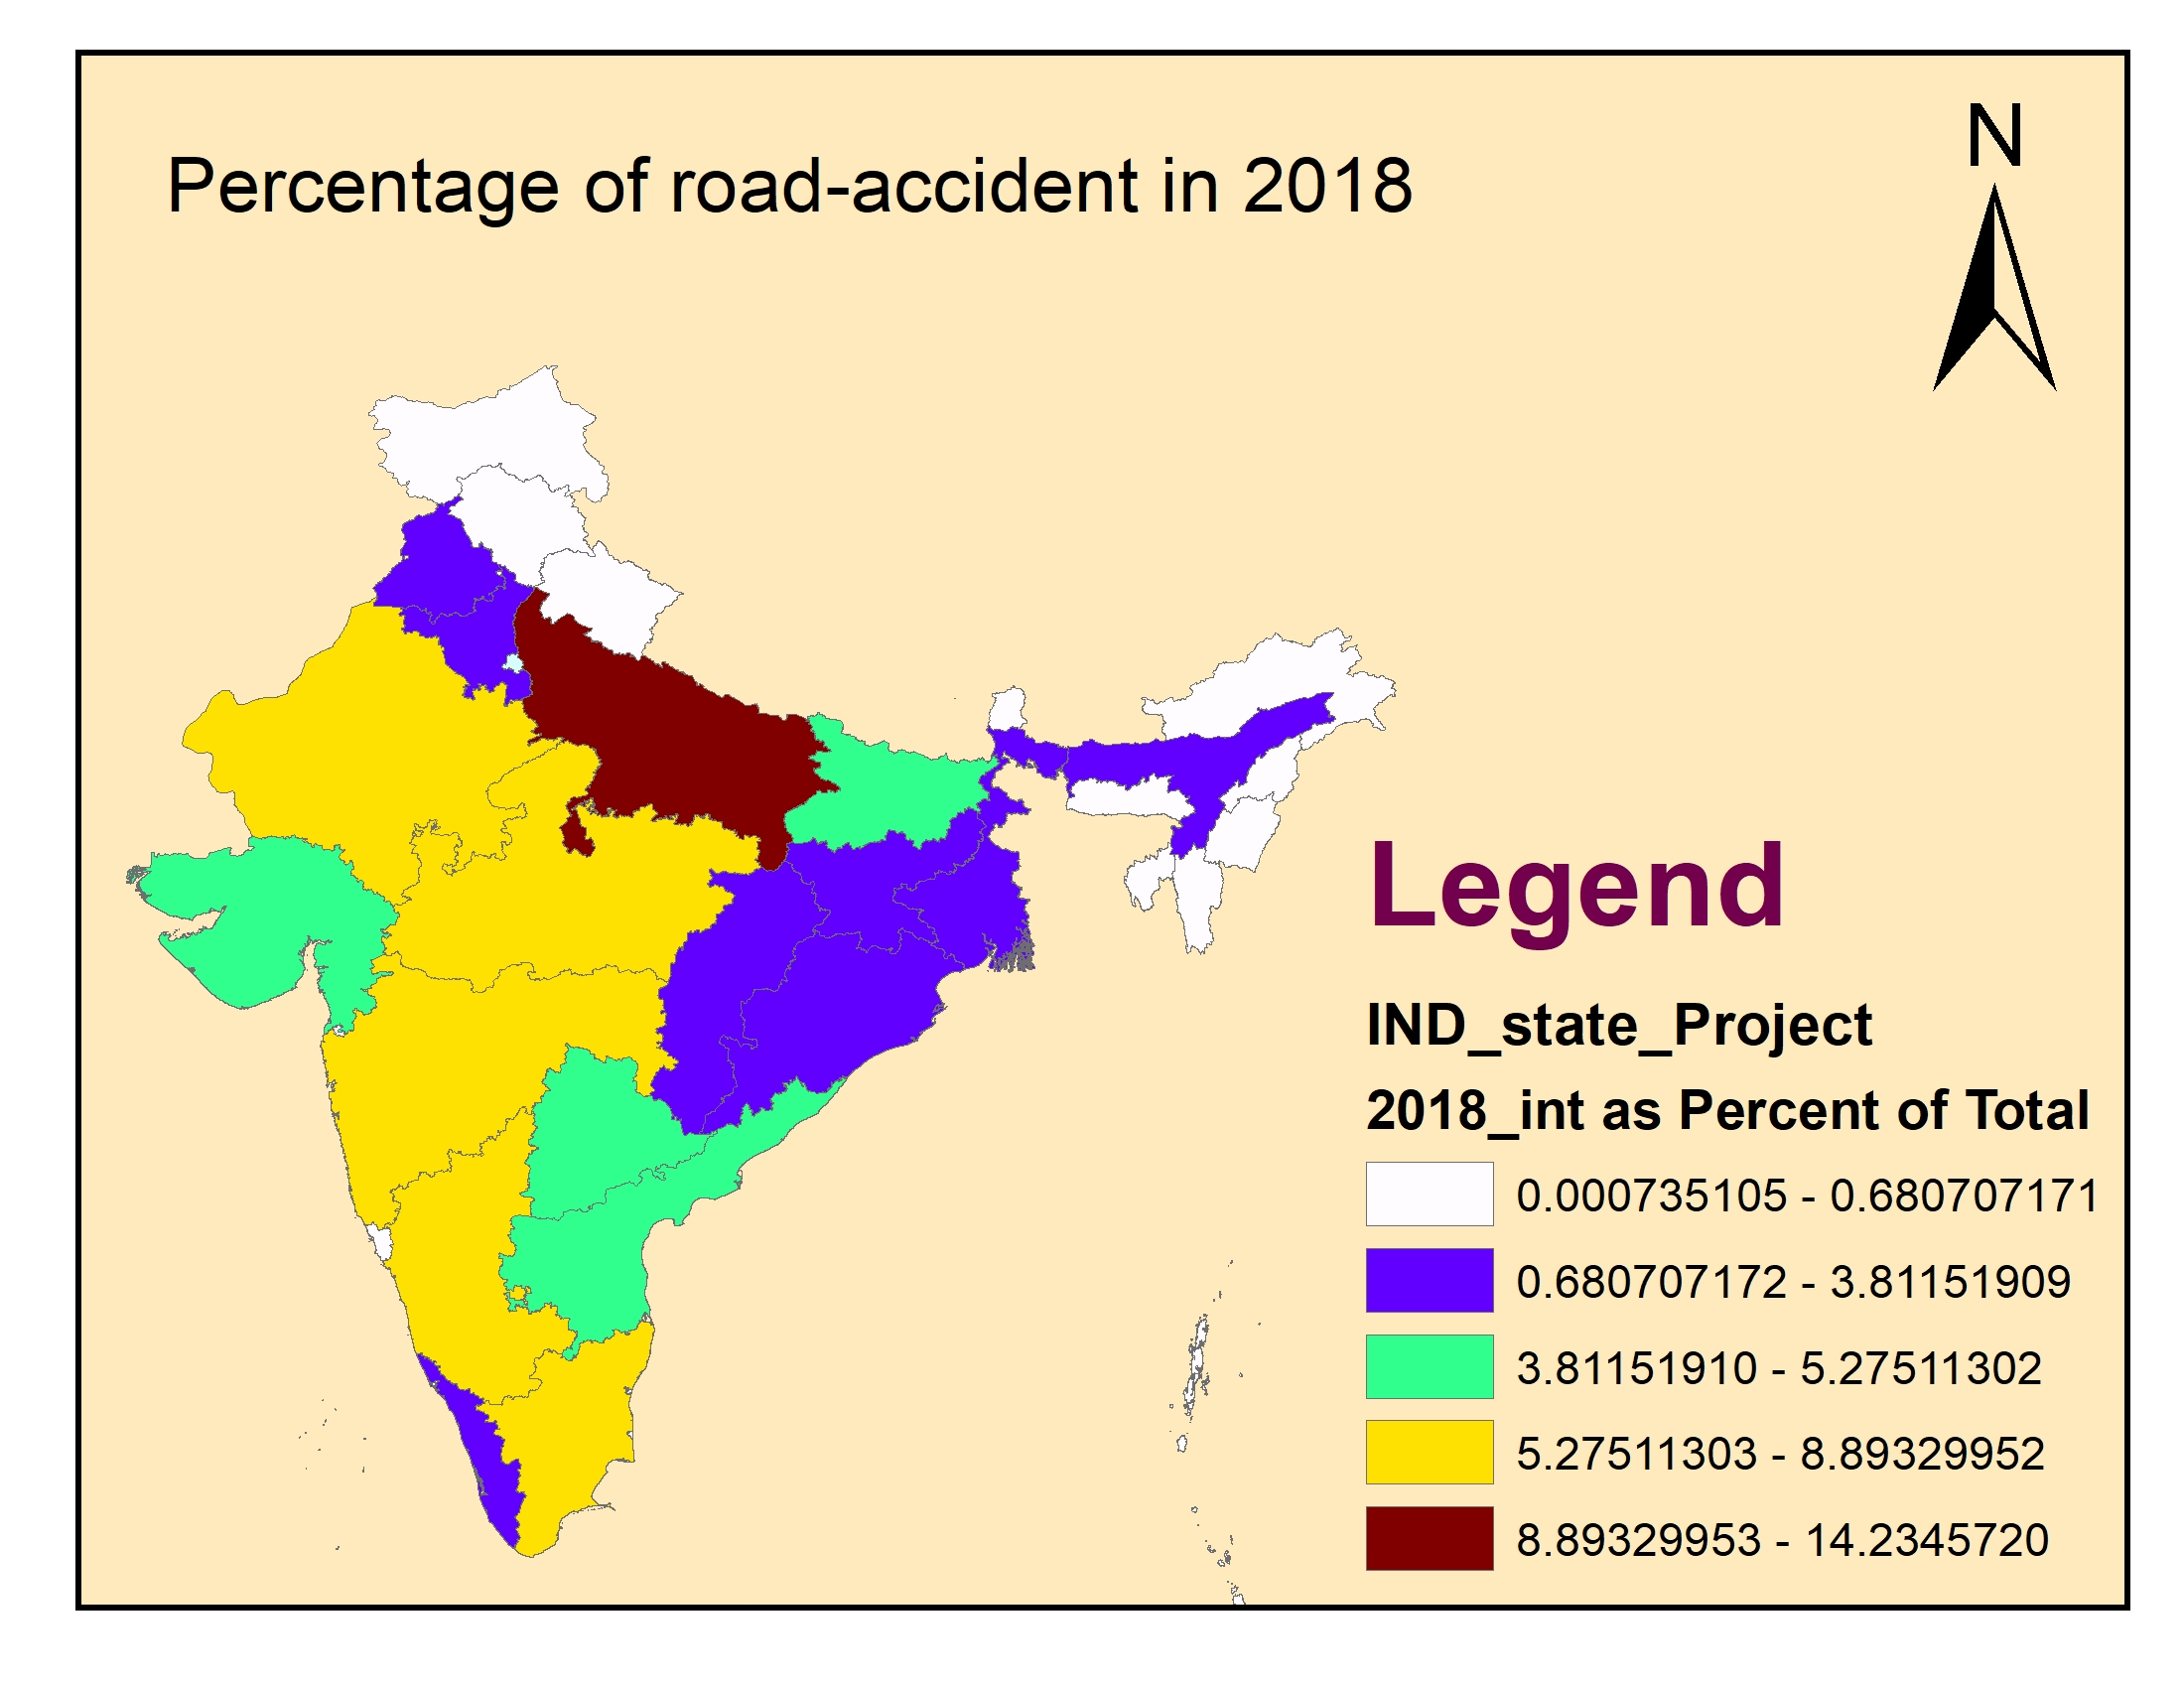 N
Percentage of road-accident in 2018
Legend
IND_state_Project
2018_int as Percent of Total
0.000735105 - 0.680707171
0.680707172 - 3.81151909
3.81151910 - 5.27511302
5.27511303 - 8.89329952
8.89329953 - 14.2345720